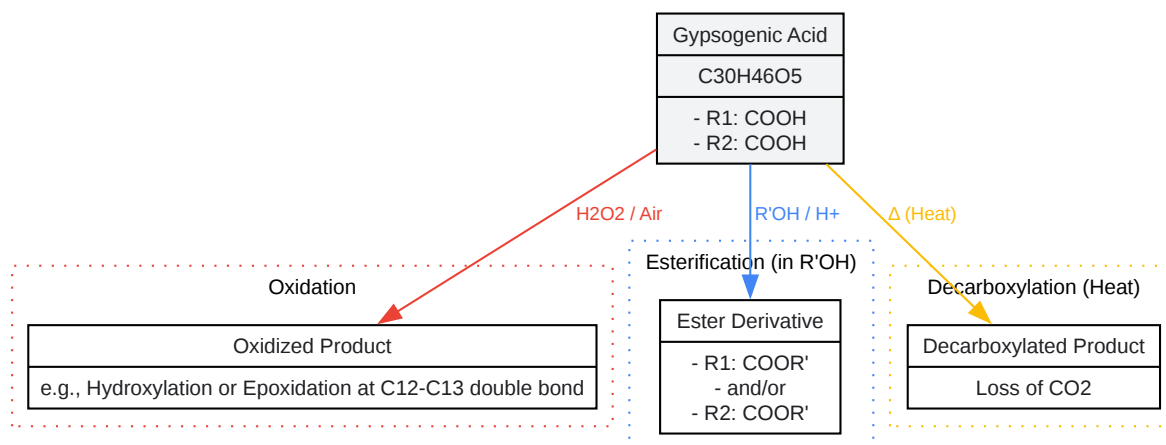 Gypsogenic Acid
C30H46O5
- R1: COOH
- R2: COOH
H2O2 / Air
R'OH / H+
Δ (Heat)
Oxidation
Oxidized Product
e.g., Hydroxylation or Epoxidation at C12-C13 double bond
Esterification (in R'OH)
Ester Derivative
- R1: COOR'
- and/or
- R2: COOR'
Decarboxylation (Heat)
Decarboxylated Product
Loss of CO2